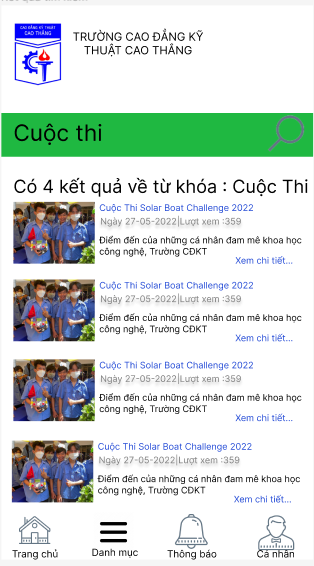 CAO ĐẲNG KỸ THUẬT
CAO THẮNG
TRƯỜNG CAO ĐẲNG KỸ
THUẬT CAO THẮNG
Cuộc thi
Có 4 kết quả về từ khóa : Cuộc Thi
Cuộc Thi Solar Boat Challenge 2022
Ngày 27-05-2022|Lượt xem :359
Điểm đến của những cá nhân đam mê khoa học
công nghệ, Trường CĐKT
Xem chi tiết...
Cuộc Thi Solar Boat Challenge 2022
Ngày 27-05-2022|Lượt xem :359
Điểm đến của những cá nhân đam mê khoa học
công nghệ, Trường CĐKT
Xem chi tiết...
Cuộc Thi Solar Boat Challenge 2022
Ngày 27-05-2022|Lượt xem :359
Điểm đến của những cá nhân đam mê khoa học
công nghệ, Trường CĐKT
Xem chi tiết...
Cuộc Thi Solar Boat Challenge 2022
Ngày 27-05-2022|Lượt xem :359
Điểm đến của những cá nhân đam mê khoa học
công nghệ, Trường CĐKT
Xem chi tiết...
Trang chủ
Danh mục
Thông báo
Cá nhân